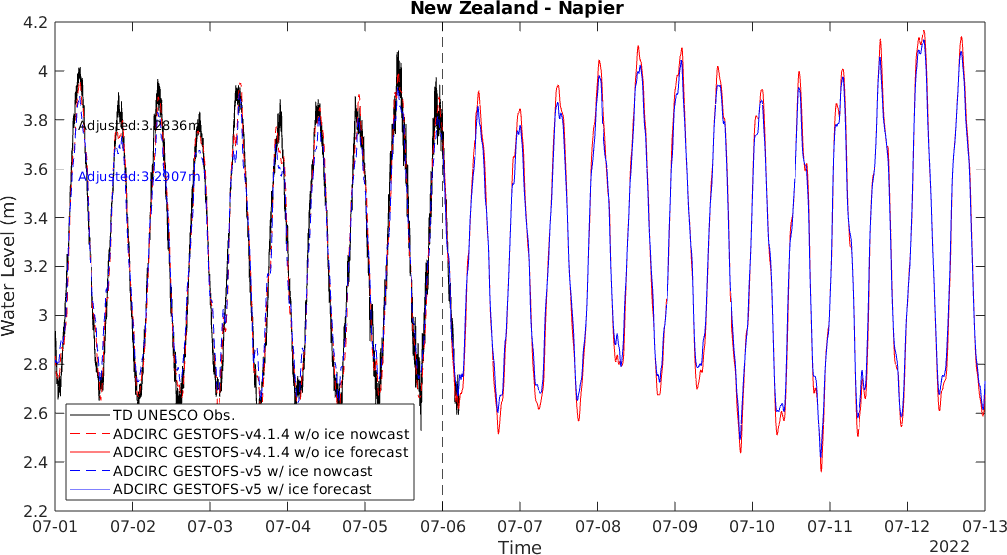 New Zealand - Napier
Water Level (m)
4.2
4
3.8
3.6
3.4
3.2
3
2.8
2.6
2.4
2.2
Adjusted:3.2836m
Adjusted:3.2907m
TD UNESCO Obs.
ADCIRC GESTOFS-v4.1.4 w/o ice nowcast
ADCIRC GESTOFS-v4.1.4 w/o ice forecast
ADCIRC GESTOFS-v5 w/ ice nowcast
ADCIRC GESTOFS-v5 w/ ice forecast
07-01 07-02 07-03 07-04 07-05 07-06 07-07 07-08 07-09 07-10 07-11 07-12 07-13
Time
2022